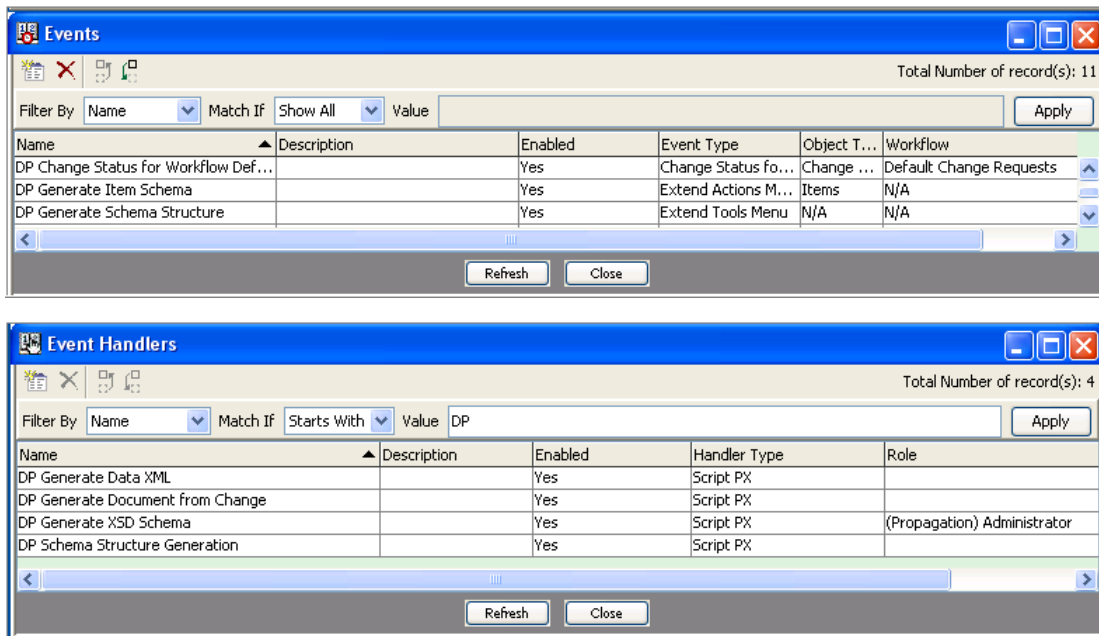 Events
Total Number of record(s): 11
Filter By Name Match If Show All Value Apply
Name Description Enabled Event Type Object T... Workflow
DP Change Status for Workflow Def... Yes Change Status fo... Change ... Default Change Requests
DP Generate Item Schema Yes Extend Actions M... Items N/A
DP Generate Schema Structure Yes Extend Tools Menu N/A N/A
Refresh Close
Event Handlers
Total Number of record(s): 4
Filter By Name Match If Starts With Value DP Apply
Name Description Enabled Handler Type Role
DP Generate Data XML Yes Script PX
DP Generate Document from Change Yes Script PX
DP Generate XSD Schema Yes Script PX (Propagation) Administrator
DP Schema Structure Generation Yes Script PX
Refresh Close